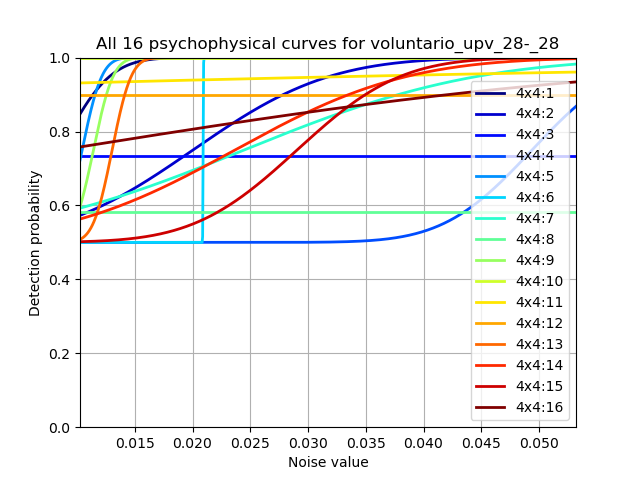 All 16 psychophysical curves for voluntario_upv_28-_28
1.0
0.8
0.6
0.4
0.2
0.0
Detection probability
0.015 0.020 0.025 0.030 0.035 0.040 0.045 0.050
Noise value
4x4:1
4x4:2
4x4:3
4x4:4
4x4:5
4x4:6
4x4:7
4x4:8
4x4:9
4x4:10
4x4:11
4x4:12
4x4:13
4x4:14
4x4:15
4x4:16